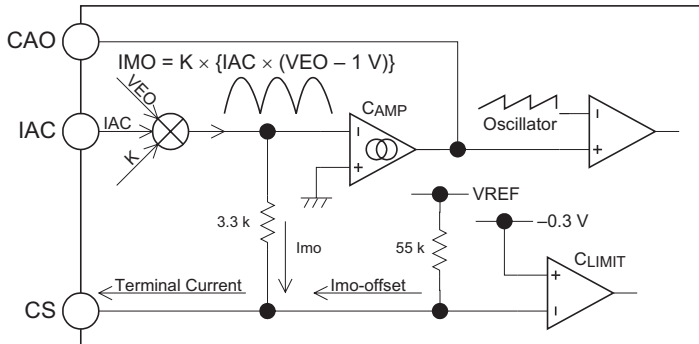 CAO
IMO = K × {IAC × (VEO – 1 V)}
VEO
CAMP
IAC
IAC
K
Oscillator
–
+
–
+
VREF
–0.3 V
3.3 k
Imo
55 k
CLIMIT
Terminal Current
Imo-offset
+
–
CS